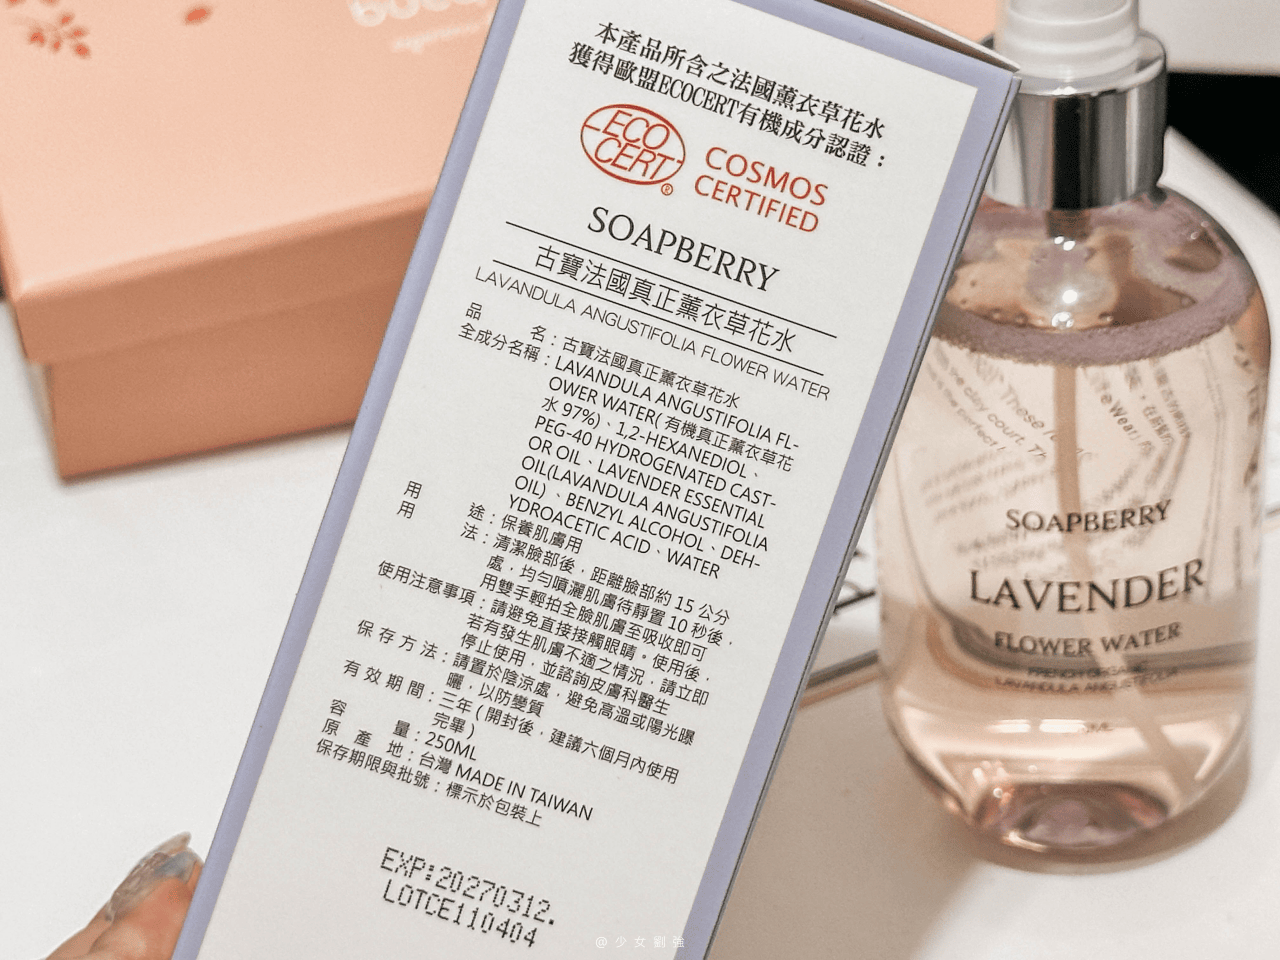 本產品所含之法國薰衣草花水
獲得歐盟ECOCERT有機成分認證：
ECO
CERT®
COSMOS
CERTIFIED
SOAPBERRY
古寶法國真正薰衣草花水
LAVANDULA ANGUSTIFOLIA FLOWER WATER
品名：古寶法國真正薰衣草花水
全成分名稱：LAVANDULA ANGUSTIFOLIA FL-
OWER WATER(有機真正薰衣草花
水 97%)、1,2-HEXANEDIOL、
PEG-40 HYDROGENATED CAST-
OR OIL、LAVENDER ESSENTIAL
OIL(LAVANDULA ANGUSTIFOLIA
OIL)、BENZYL ALCOHOL、DEH-
YDROACETIC ACID、WATER
用途：保養肌膚用
用法：清潔臉部後，距離臉部約 15 公分
處，均勻噴灑肌膚待靜置 10 秒後，
用雙手輕拍全臉肌膚至吸收即可
使用注意事項：請避免直接接觸眼睛。使用後，
若有發生肌膚不適之情況，請立即
停止使用，並諮詢皮膚科醫生
保存方法：請置於陰涼處，避免高溫或陽光曝
曬，以防變質
有效期間：三年(開封後，建議六個月內使用
完畢)
容量：250ML
原產地：台灣 MADE IN TAIWAN
保存期限與批號：標示於包裝上
EXP:20270312.
LOTCE110404
SOAPBERRY
LAVENDER
FLOWER WATER
FRENCH ORGANIC
LAVANDULA ANGUSTIFOLIA
@少女劉強